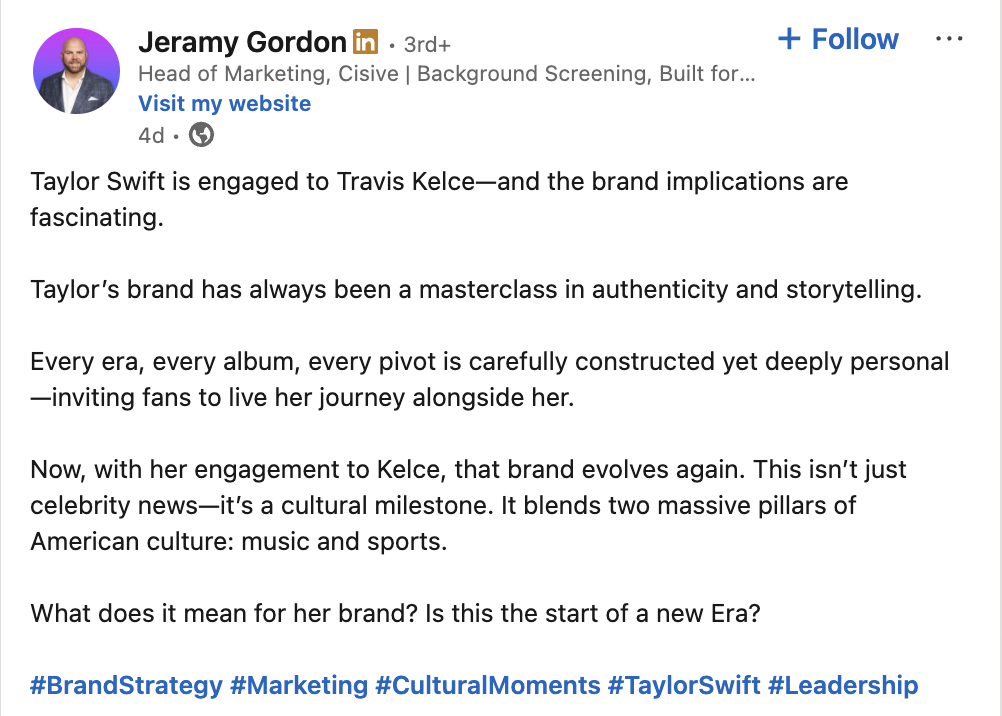 Jeramy Gordon in • 3rd+
+ Follow ...
Head of Marketing, Cisive | Background Screening, Built for...
Visit my website
4d •
Taylor Swift is engaged to Travis Kelce—and the brand implications are
fascinating.
Taylor’s brand has always been a masterclass in authenticity and storytelling.
Every era, every album, every pivot is carefully constructed yet deeply personal
—inviting fans to live her journey alongside her.
Now, with her engagement to Kelce, that brand evolves again. This isn’t just
celebrity news—it’s a cultural milestone. It blends two massive pillars of
American culture: music and sports.
What does it mean for her brand? Is this the start of a new Era?
#BrandStrategy #Marketing #CulturalMoments #TaylorSwift #Leadership